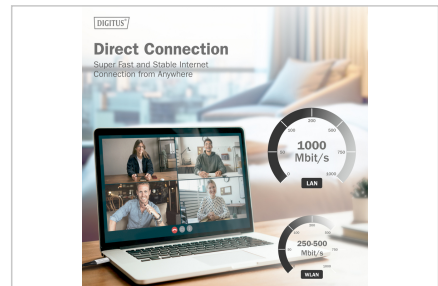 DIGITUS
Direct Connection
Super Fast and Stable Internet
Connection from Anywhere
1000
Mbit/s
LAN
250-500
Mbit/s
WLAN